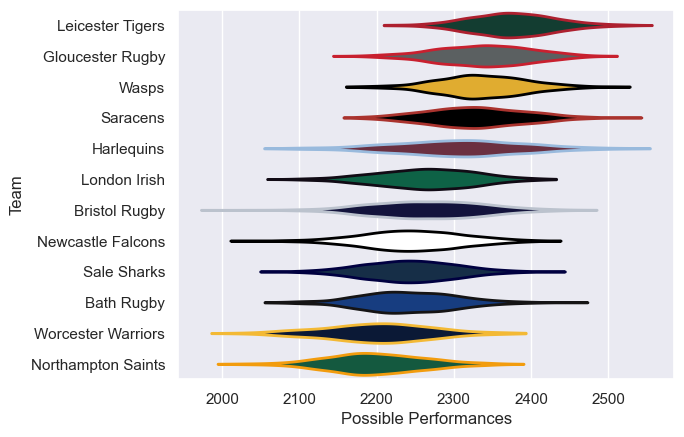 Leicester Tigers
Gloucester Rugby
Wasps
Saracens
Harlequins
London Irish
Bristol Rugby
Newcastle Falcons
Sale Sharks
Bath Rugby
Worcester Warriors
Northampton Saints
Team
2000 2100 2200 2300 2400 2500
Possible Performances